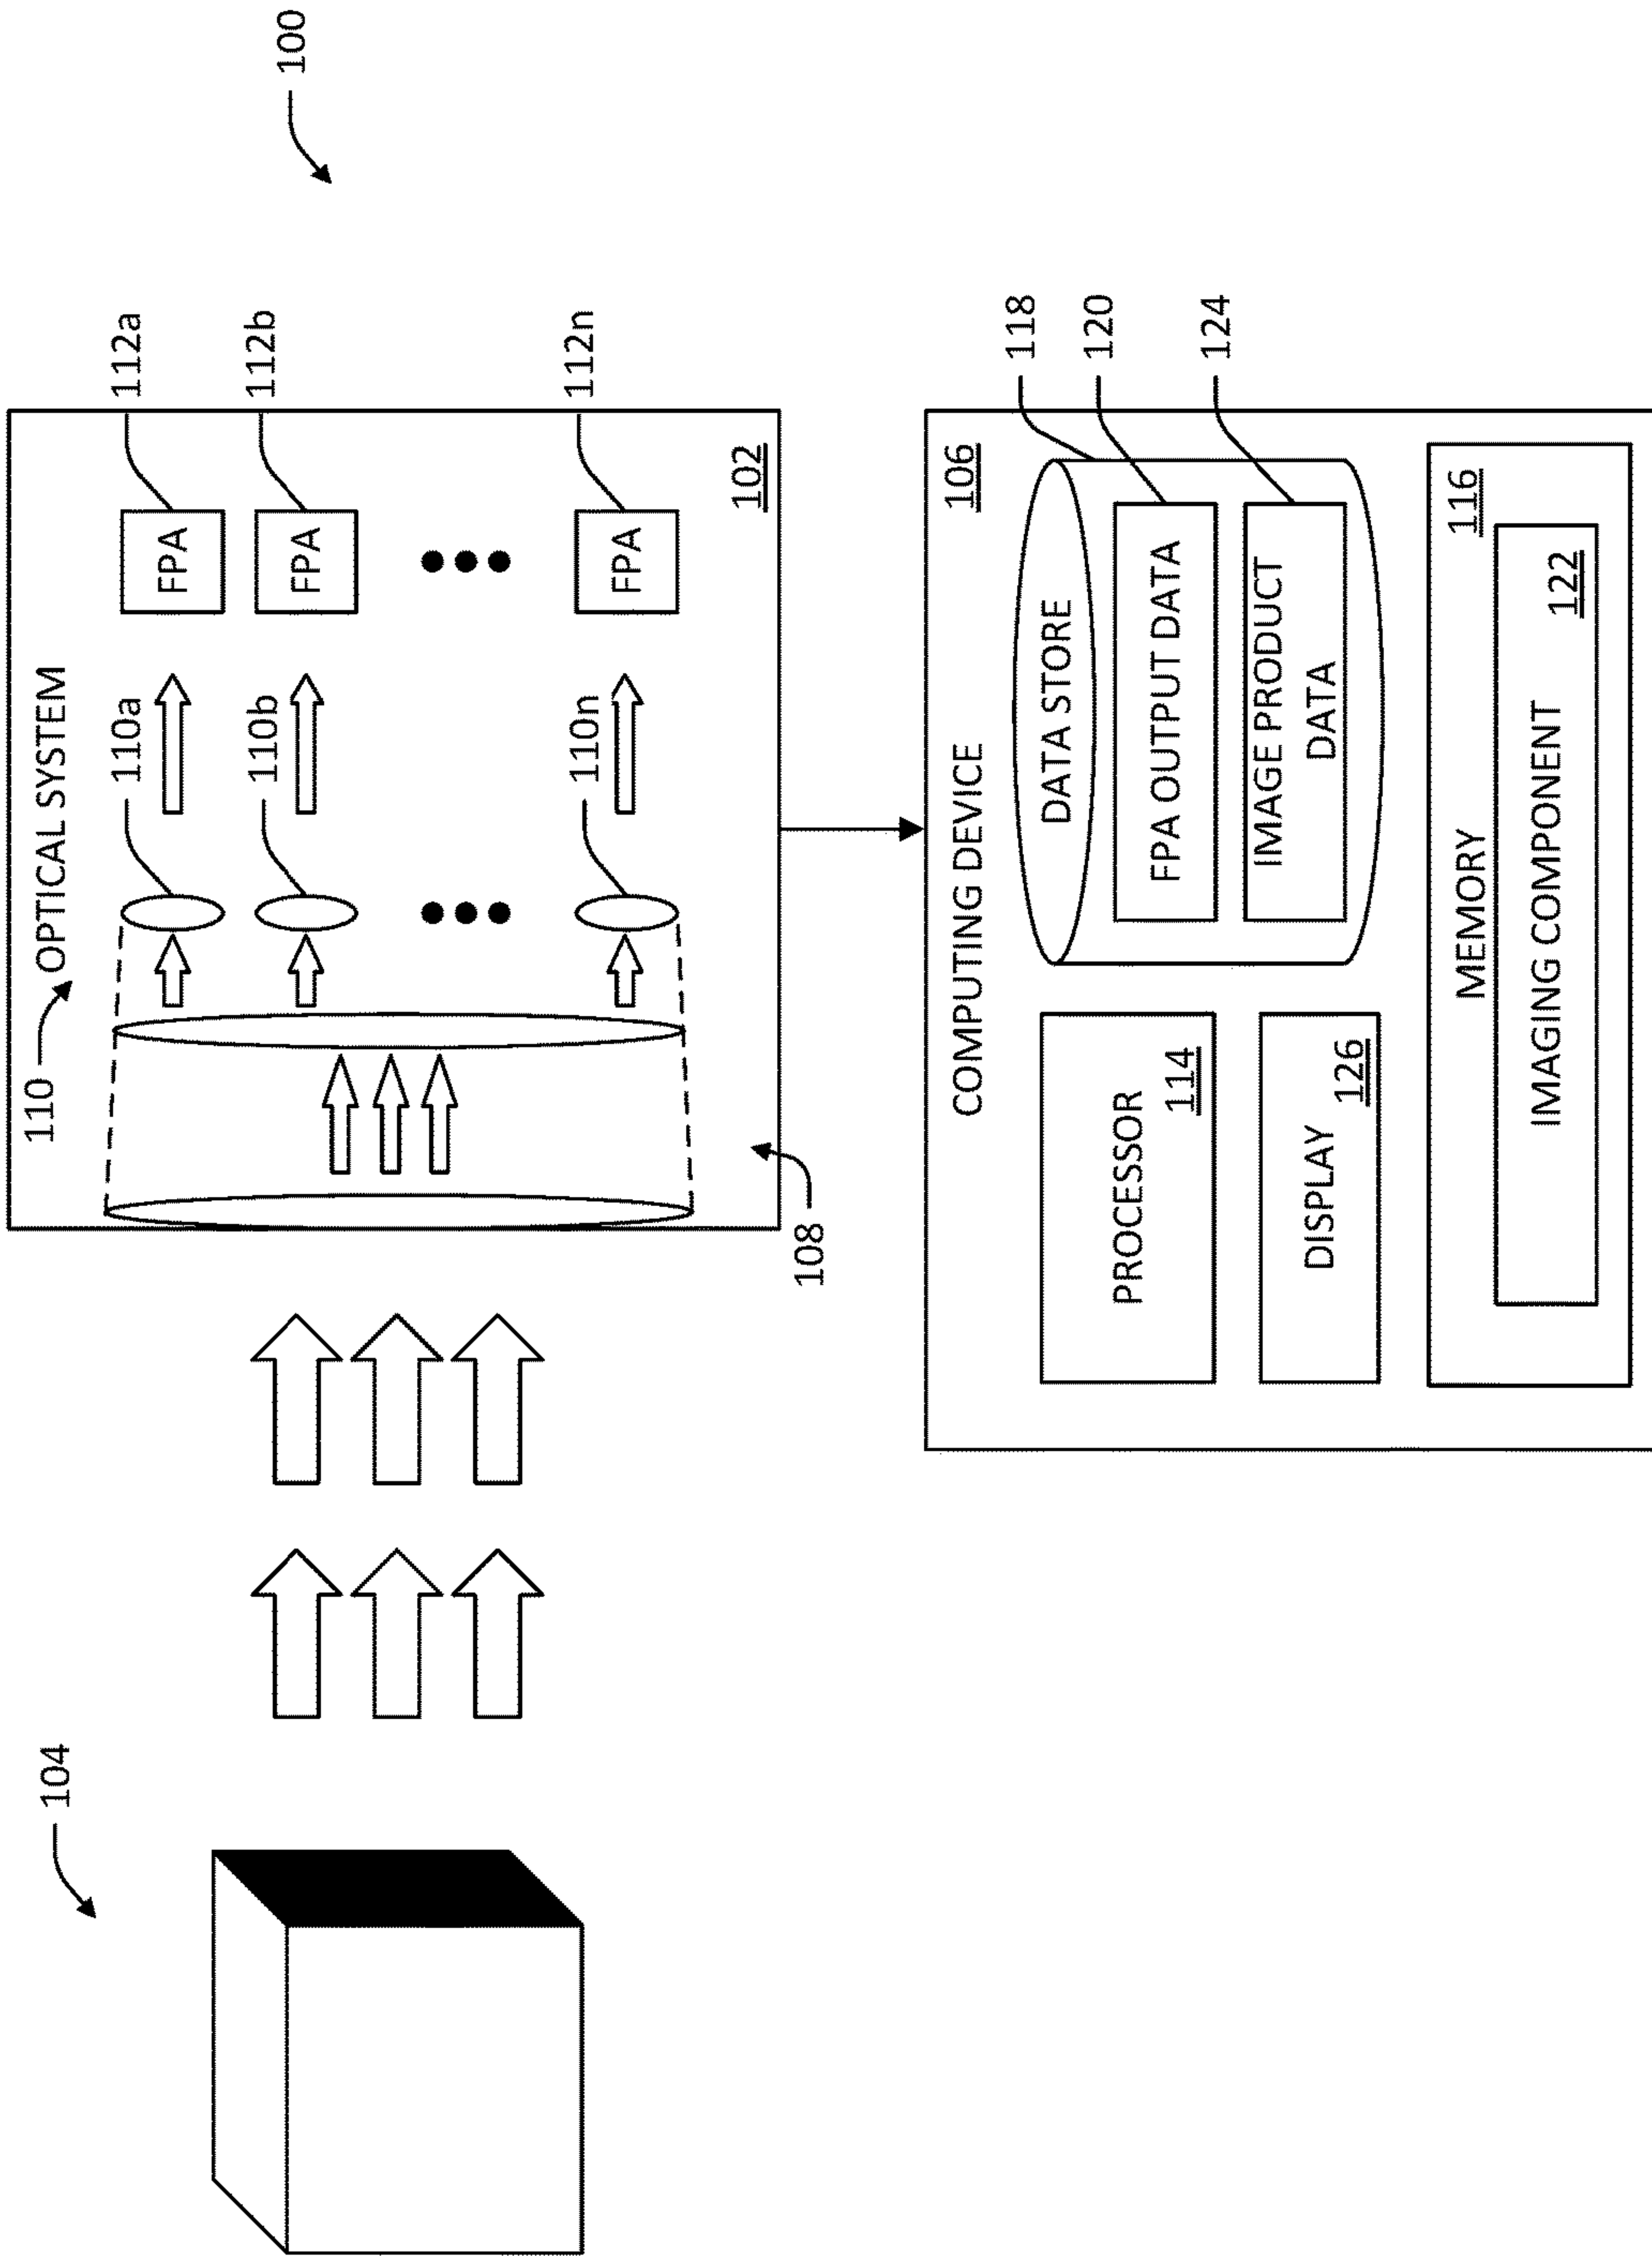 100
104
110
OPTICAL SYSTEM
110a
110b
110n
112a
112b
112n
FPA
FPA
FPA
102
108
COMPUTING DEVICE
106
PROCESSOR
114
DISPLAY
126
DATA STORE
118
FPA OUTPUT DATA
120
IMAGE PRODUCT
DATA
124
MEMORY
116
IMAGING COMPONENT
122